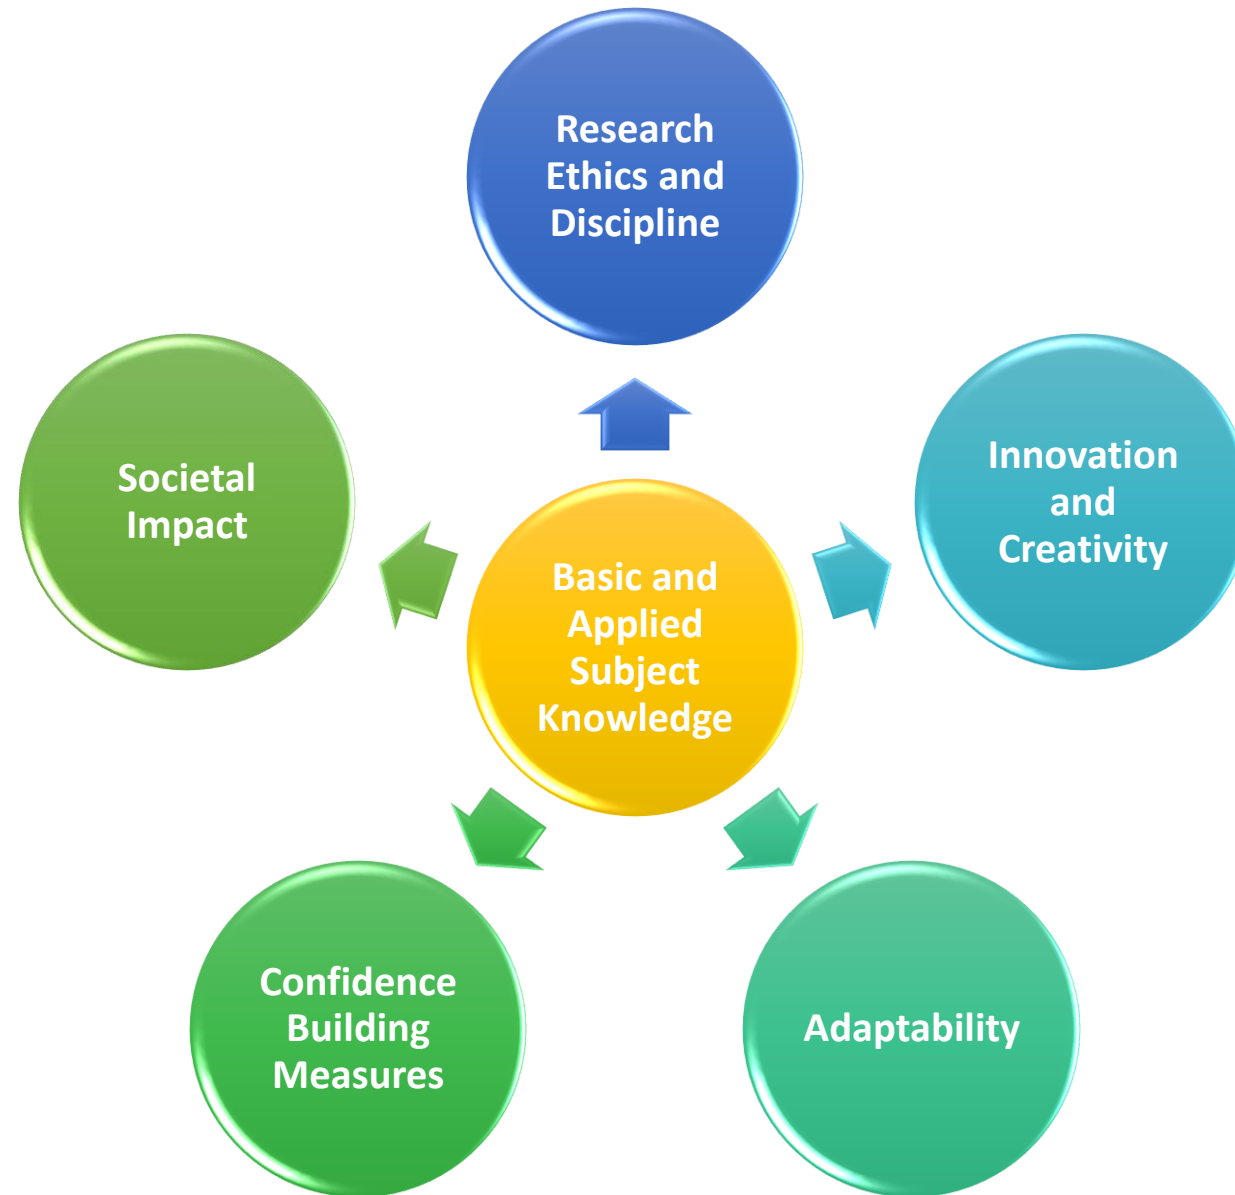 Research
Ethics and
Discipline
Innovation
and
Creativity
Adaptability
Confidence
Building
Measures
Societal
Impact
Basic and
Applied
Subject
Knowledge